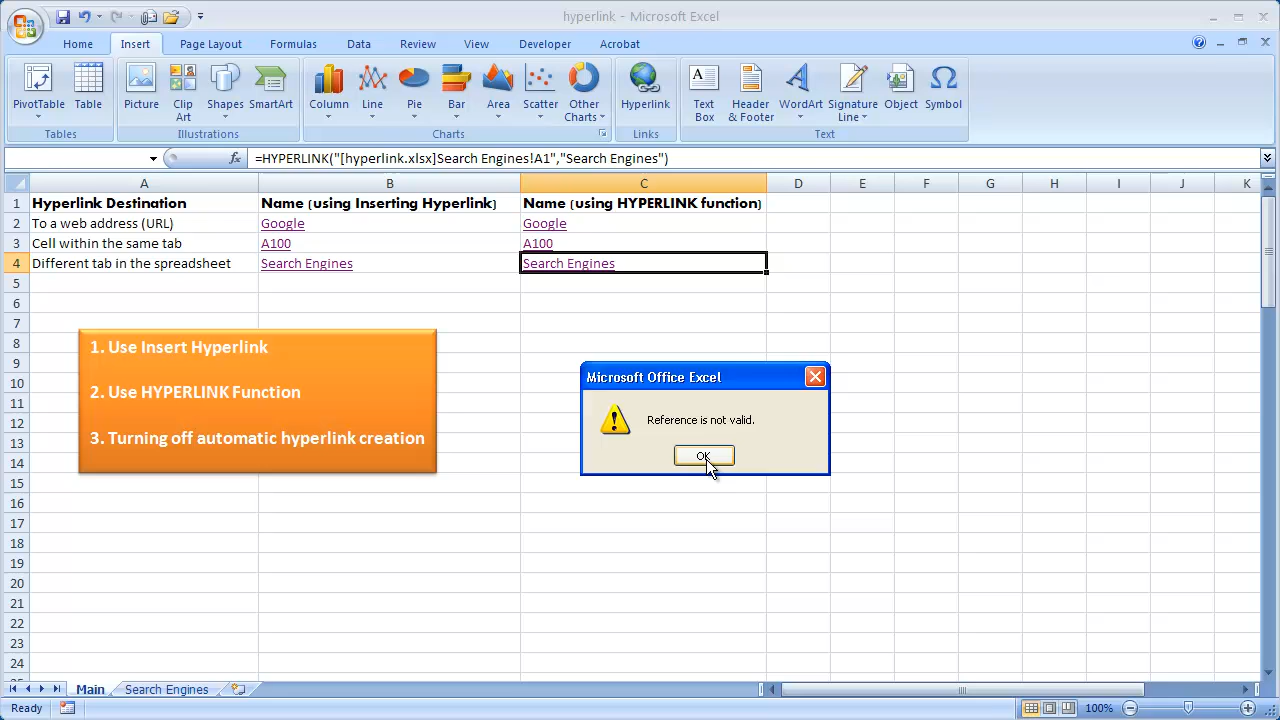 hyperlink - Microsoft Excel
Home Insert Page Layout Formulas Data Review View Developer Acrobat
PivotTable Table Picture Clip Art Shapes SmartArt Column Line Pie Bar Area Scatter Other Charts Hyperlink Text Box Header & Footer WordArt Signature Line Object Symbol
Tables Illustrations Charts Links Text
fx =HYPERLINK("[hyperlink.xlsx]Search Engines!A1","Search Engines")
A B C D E F G H I J K
1 Hyperlink Destination Name (using Inserting Hyperlink) Name (using HYPERLINK function)
2 To a web address (URL) Google Google
3 Cell within the same tab A100 A100
4 Different tab in the spreadsheet Search Engines Search Engines
5
6
7
8
9
10
11
12
13
14
15
16
17
18
19
20
21
22
23
24
1. Use Insert Hyperlink
2. Use HYPERLINK Function
3. Turning off automatic hyperlink creation
Microsoft Office Excel
Reference is not valid.
OK
Main Search Engines
Ready 100%